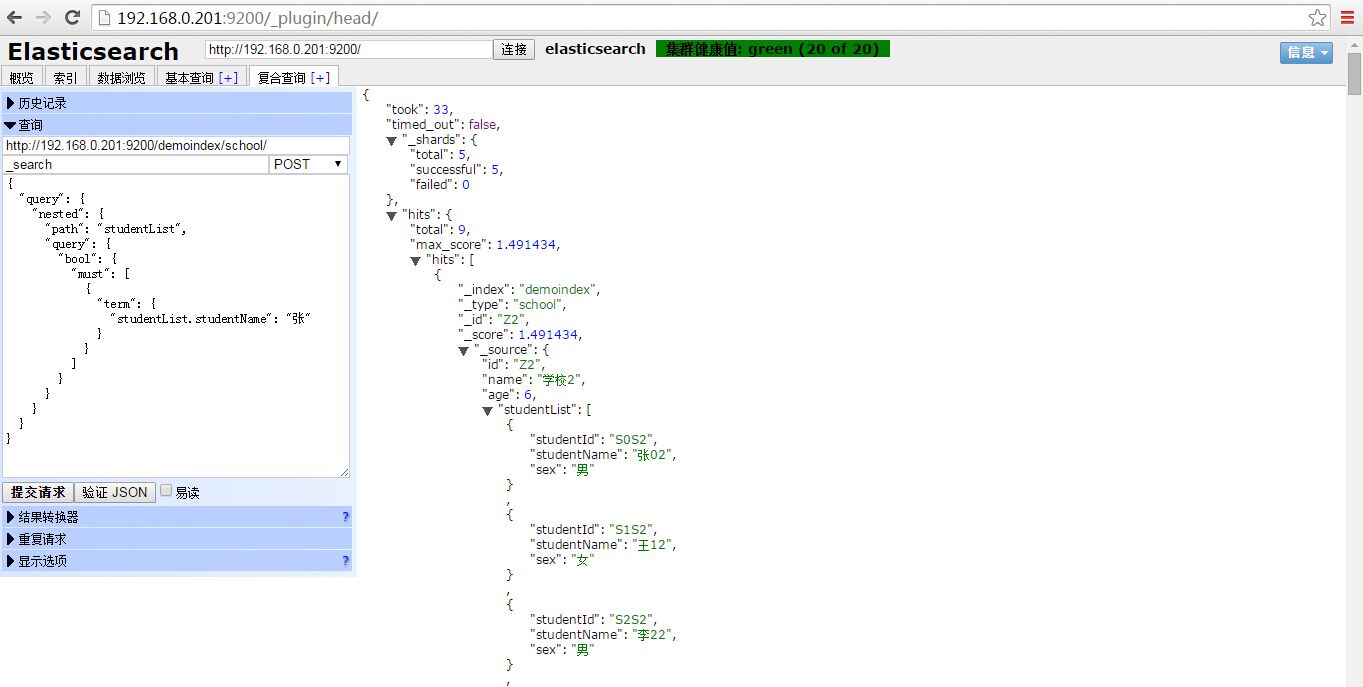 192.168.0.201:9200/_plugin/head/
Elasticsearch http://192.168.0.201:9200/ 连接 elasticsearch 集群健康值: green (20 of 20) 信息
概览 索引 数据浏览 基本查询 [+] 复合查询 [+]
历史记录
查询
http://192.168.0.201:9200/demoindex/school/
_search POST
{
"query": {
"nested": {
"path": "studentList",
"query": {
"bool": {
"must": [
{
"term": {
"studentList.studentName": "张"
}
}
]
}
}
}
}
}
提交请求 验证 JSON 易读
结果转换器 ?
重复请求
显示选项 ?
{
"took": 33,
"timed_out": false,
"_shards": {
"total": 5,
"successful": 5,
"failed": 0
},
"hits": {
"total": 9,
"max_score": 1.491434,
"hits": [
{
"_index": "demoindex",
"_type": "school",
"_id": "Z2",
"_score": 1.491434,
"_source": {
"id": "Z2",
"name": "学校2",
"age": 6,
"studentList": [
{
"studentId": "S0S2",
"studentName": "张02",
"sex": "男"
}
,
{
"studentId": "S1S2",
"studentName": "王12",
"sex": "女"
}
,
{
"studentId": "S2S2",
"studentName": "李22",
"sex": "男"
}
,